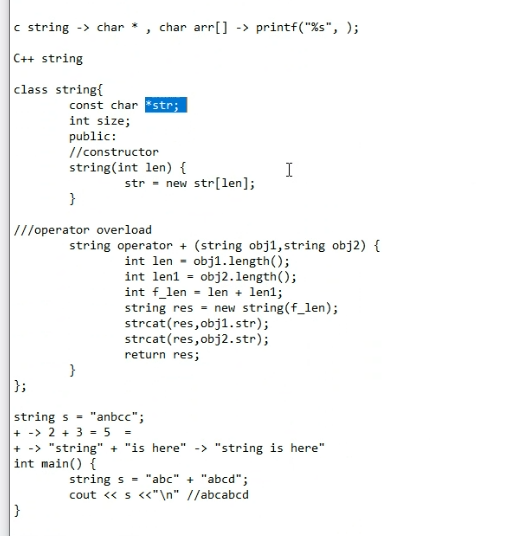 c string -> char * , char arr[] -> printf("%s", );
C++ string
class string{
const char *str;
int size;
public:
//constructor
string(int len) {
str = new str[len];
}
///operator overload
string operator + (string obj1,string obj2) {
int len = obj1.length();
int len1 = obj2.length();
int f_len = len + len1;
string res = new string(f_len);
strcat(res,obj1.str);
strcat(res,obj2.str);
return res;
}
};
string s = "anbcc";
+ -> 2 + 3 = 5  =
+ -> "string" + "is here" -> "string is here"
int main() {
string s = "abc" + "abcd";
cout << s <<"\n" //abcabcd
}